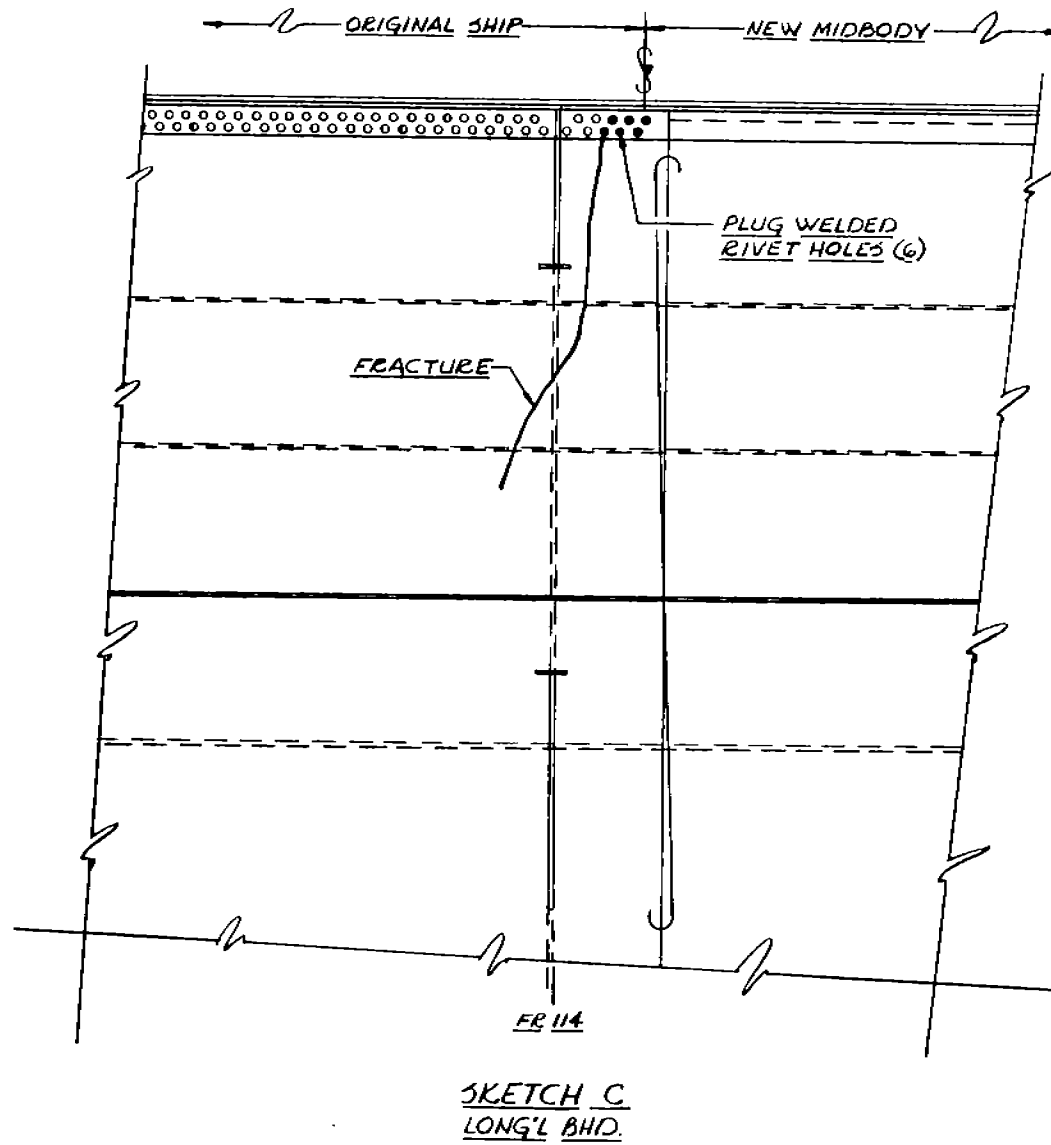 ORIGINAL SHIP
NEW MIDBODY
PLUG WELDED
RIVET HOLES (6)
FRACTURE
FR 114
SKETCH C
LONG'L BHD.